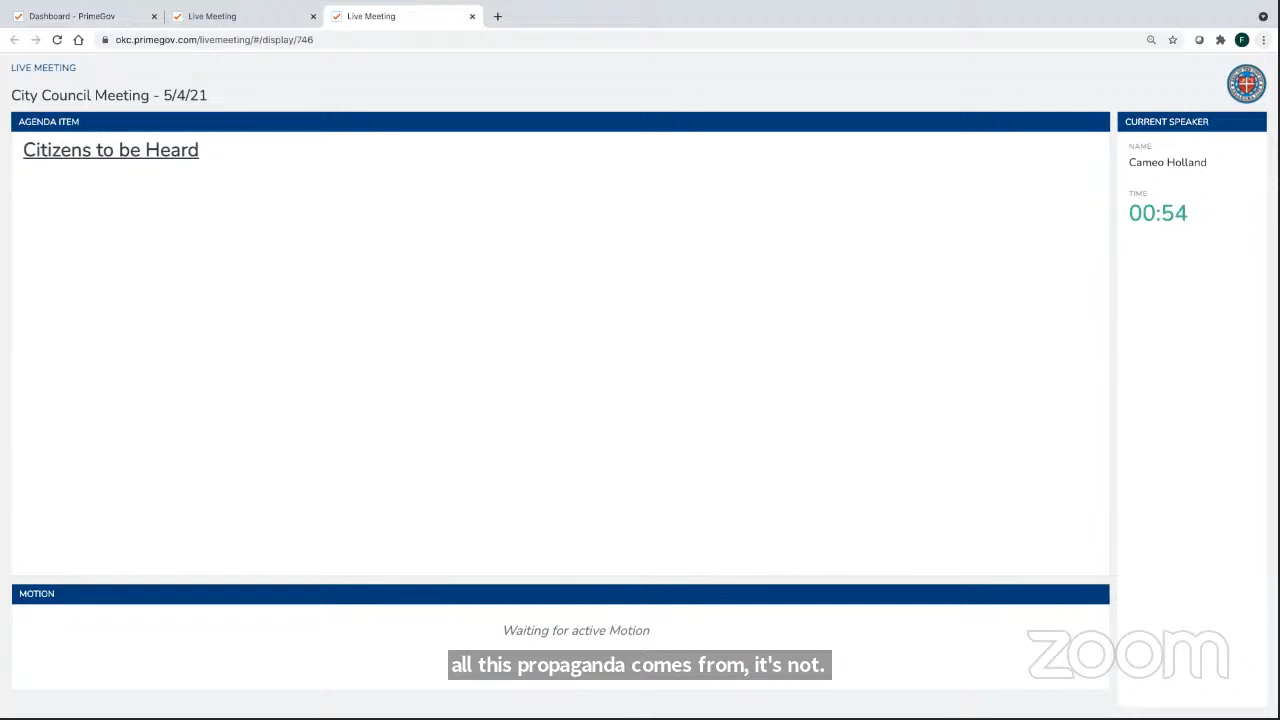 Dashboard - PrimeGov
Live Meeting
Live Meeting
okc.primegov.com/livemeeting/#/display/746
F
LIVE MEETING
City Council Meeting - 5/4/21
AGENDA ITEM
CURRENT SPEAKER
Citizens to be Heard
NAME
Cameo Holland
TIME
00:54
MOTION
Waiting for active Motion
all this propaganda comes from, it's not.
zoom